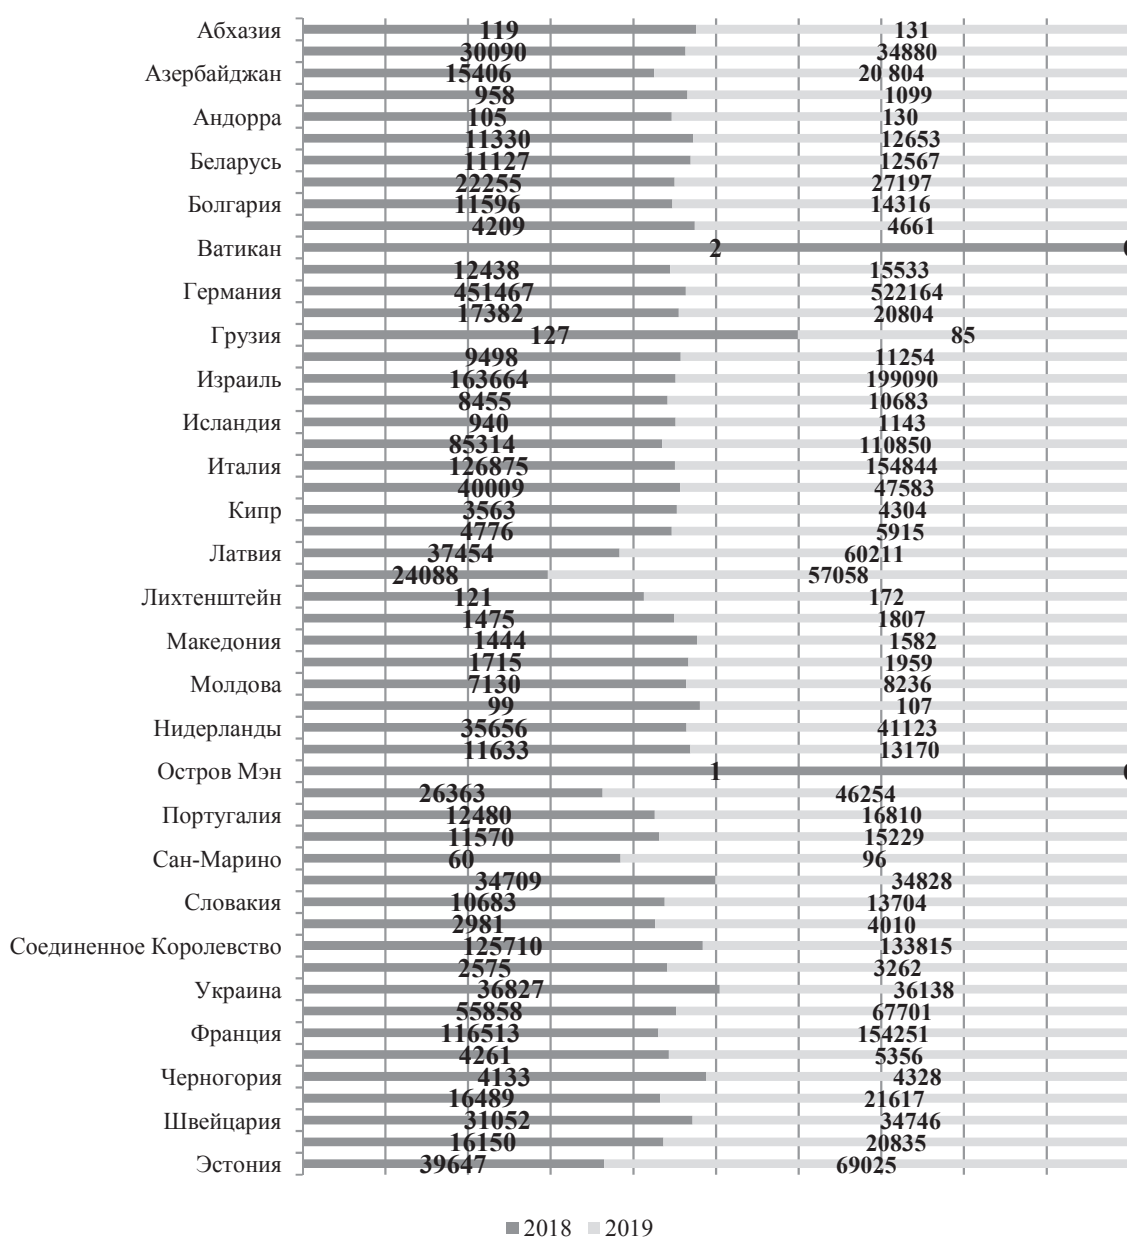 Абхазия 119 131
30090 34880
Азербайджан 15406 20 804
958 1099
Андорра 105 130
11330 12653
Беларусь 11127 12567
22255 27197
Болгария 11596 14316
4209 4661
Ватикан 2
12438 15533
Германия 451467 522164
17382 20804
Грузия 127 85
9498 11254
Израиль 163664 199090
8455 10683
Исландия 940 1143
85314 110850
Италия 126875 154844
40009 47583
Кипр 3563 4304
4776 5915
Латвия 37454 60211
24088 57058
Лихтенштейн 121 172
1475 1807
Македония 1444 1582
1715 1959
Молдова 7130 8236
99 107
Нидерланды 35656 41123
11633 13170
Остров Мэн 1
26363 46254
Португалия 12480 16810
11570 15229
Сан-Марино 60 96
34709 34828
Словакия 10683 13704
2981 4010
Соединенное Королевство 125710 133815
2575 3262
Украина 36827 36138
55858 67701
Франция 116513 154251
4261 5356
Черногория 4133 4328
16489 21617
Швейцария 31052 34746
16150 20835
Эстония 39647 69025
2018 2019